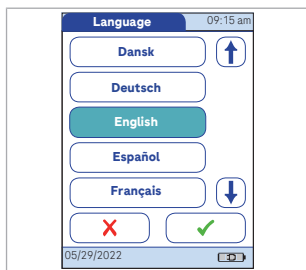 Language 09:15 am
Dansk
Deutsch
English
Español
Français
05/29/2022